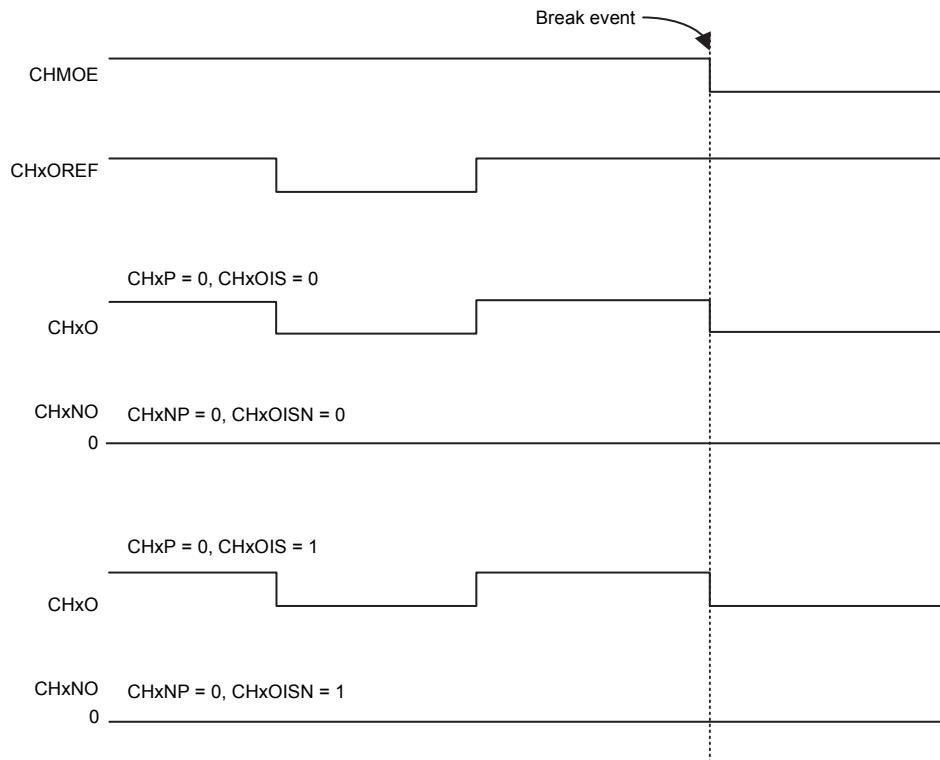 Break event
CHMOE
CHxOREF
CHxP = 0, CHxOIS = 0
CHxO
CHxNO
CHxNP = 0, CHxOISN = 0
0
CHxP = 0, CHxOIS = 1
CHxO
CHxNO
CHxNP = 0, CHxOISN = 1
0